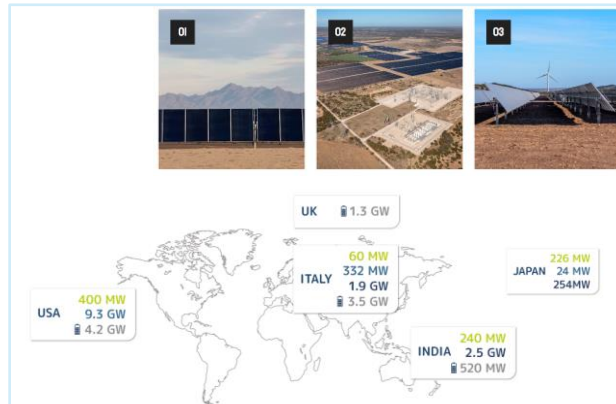 01
02
03
UK 1.3 GW
60 MW
332 MW
ITALY
1.9 GW
3.5 GW
226 MW
JAPAN 24 MW
254MW
400 MW
USA 9.3 GW
4.2 GW
240 MW
INDIA 2.5 GW
520 MW